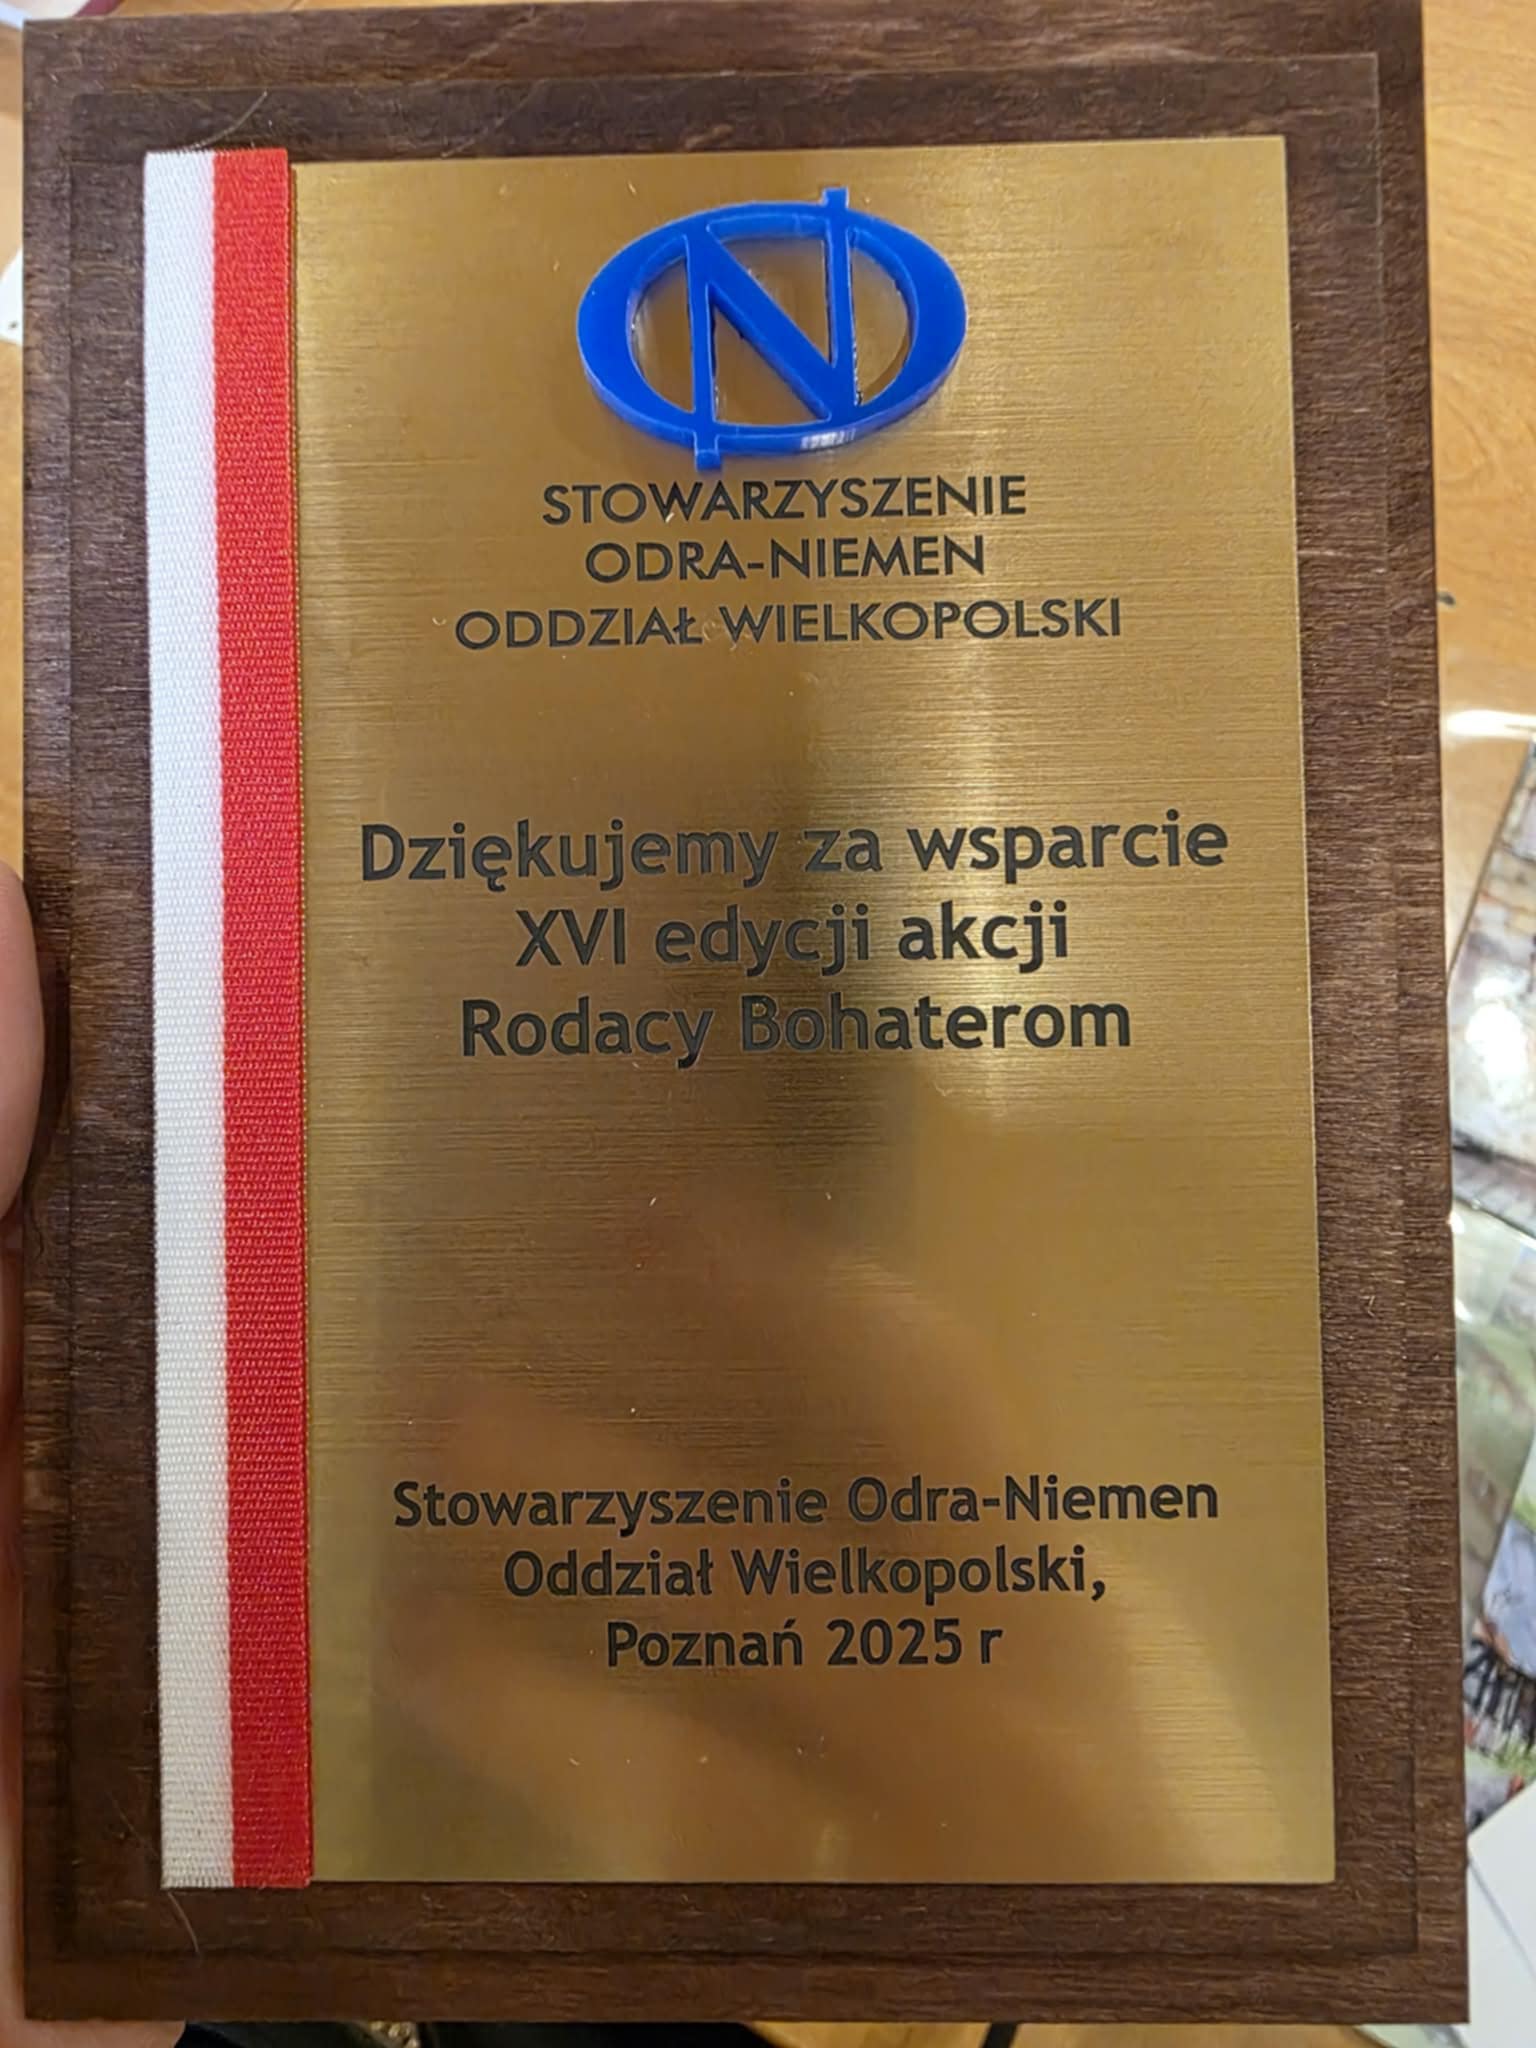 ON
STOWARZYSZENIE
ODRA-NIEMEN
ODDZIAŁ WIELKOPOLSKI
Dziękujemy za wsparcie
XVI edycji akcji
Rodacy Bohaterom
Stowarzyszenie Odra-Niemen
Oddział Wielkopolski,
Poznań 2025 r